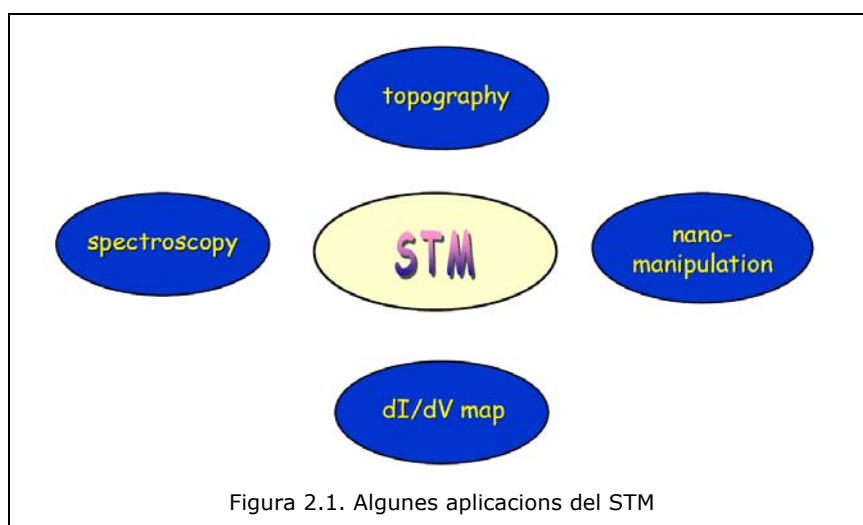 topography
spectroscopy
STM
nano-
manipulation
dI/dV map
Figura 2.1. Algunes aplicacions del STM